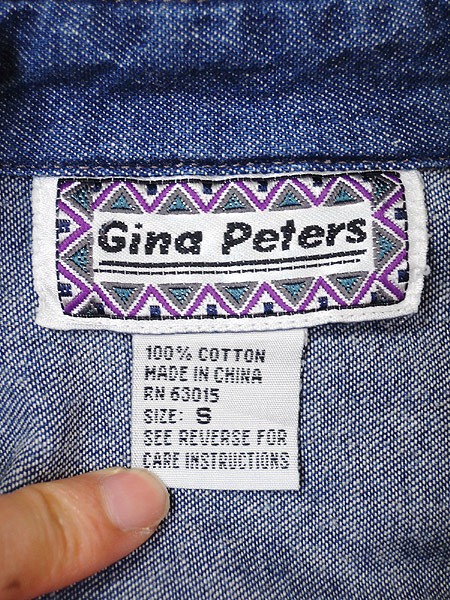 Gina Peters
100% COTTON
MADE IN CHINA
RN 63015
SIZE: S
SEE REVERSE FOR
CARE INSTRUCTIONS